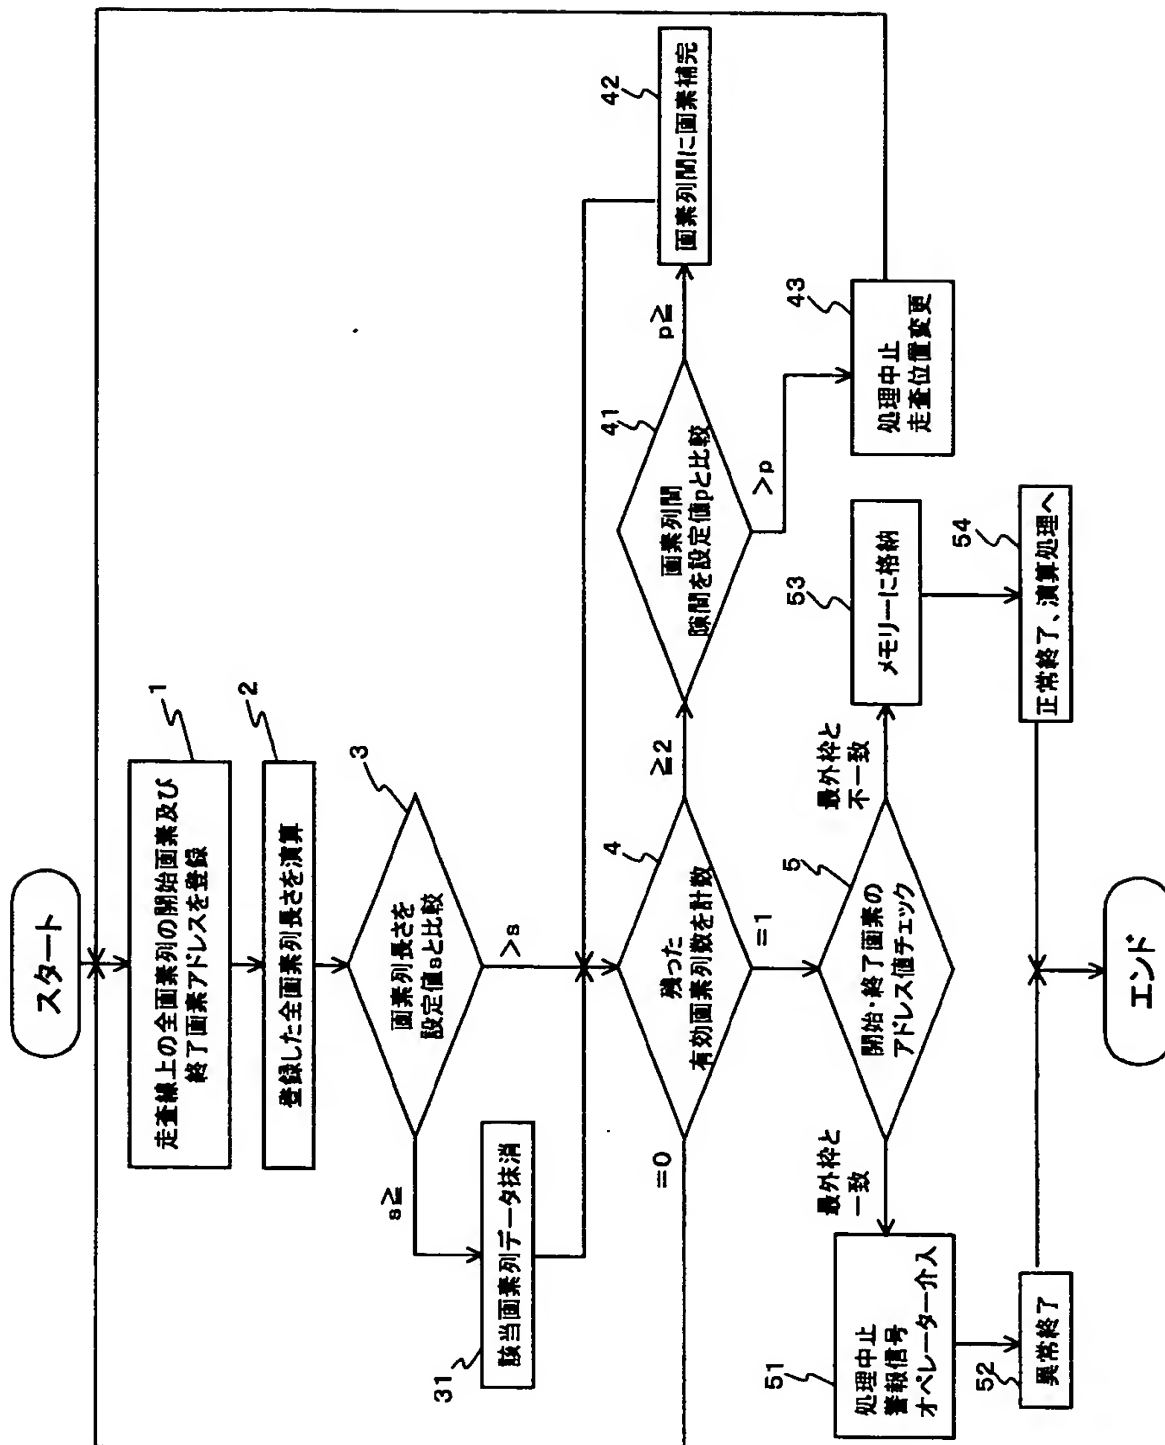 スタート
1
走査線上の全画素列の開始画素及び
終了画素アドレスを登録
2
登録した全画素列長さを演算
3
画素列長さを
設定値sと比較
s≧
>s
31
該当画素列データ抹消
4
残った
有効画素列数を計数
=0
≧2
=1
41
画素列間
隙間を設定値pと比較
p≧
>p
42
画素列間に画素補完
43
処理中止
走査位置変更
5
開始・終了画素の
アドレス値チェック
最外枠と
一致
最外枠と
不一致
51
処理中止
警報信号
オペレーター介入
52
異常終了
53
メモリーに格納
54
正常終了、演算処理へ
エンド